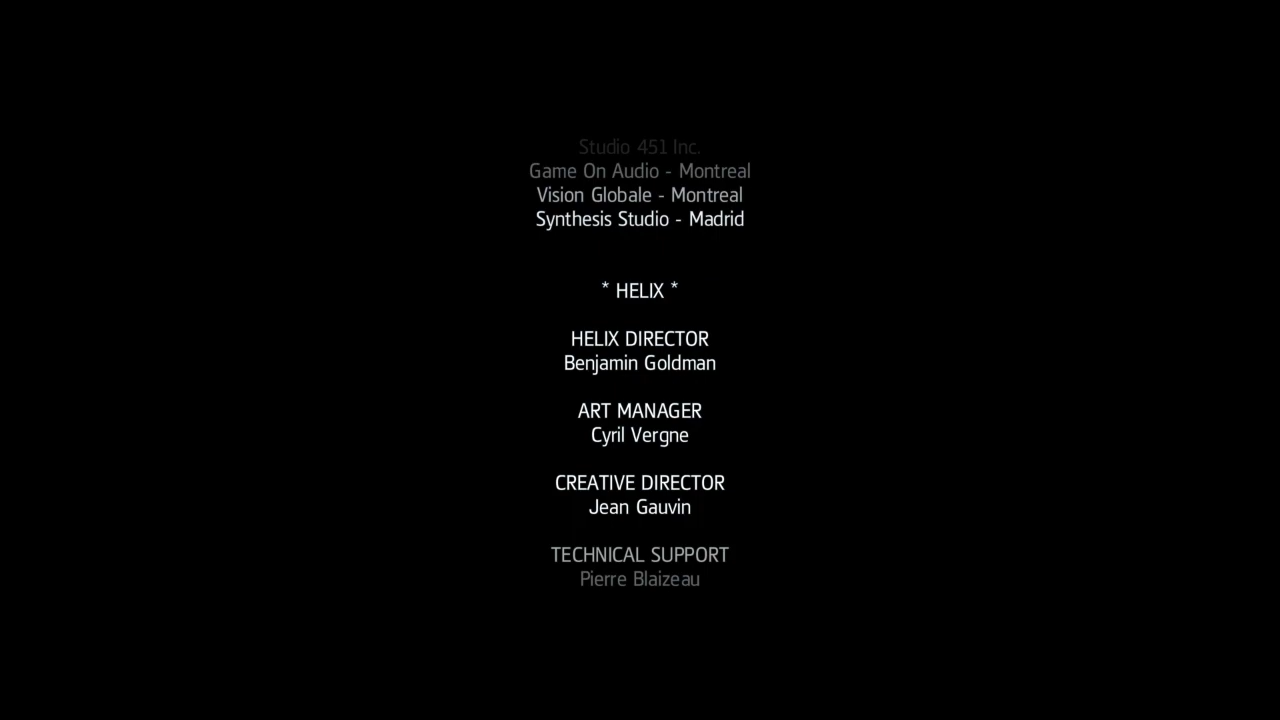 Studio 451 Inc.
Game On Audio - Montreal
Vision Globale - Montreal
Synthesis Studio - Madrid
* HELIX *
HELIX DIRECTOR
Benjamin Goldman
ART MANAGER
Cyril Vergne
CREATIVE DIRECTOR
Jean Gauvin
TECHNICAL SUPPORT
Pierre Blaizeau